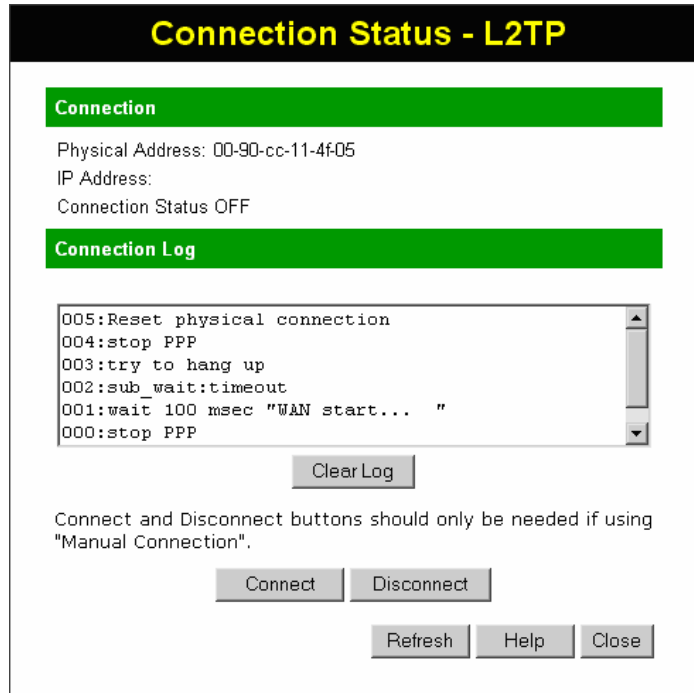 Connection Status - L2TP
Connection
Physical Address: 00-90-cc-11-4f-05
IP Address:
Connection Status OFF
Connection Log
005:Reset physical connection
004:stop PPP
003:try to hang up
002:sub_wait:timeout
001:wait 100 msec "WAN start...  "
000:stop PPP
Clear Log
Connect and Disconnect buttons should only be needed if using
"Manual Connection".
Connect Disconnect
Refresh Help Close